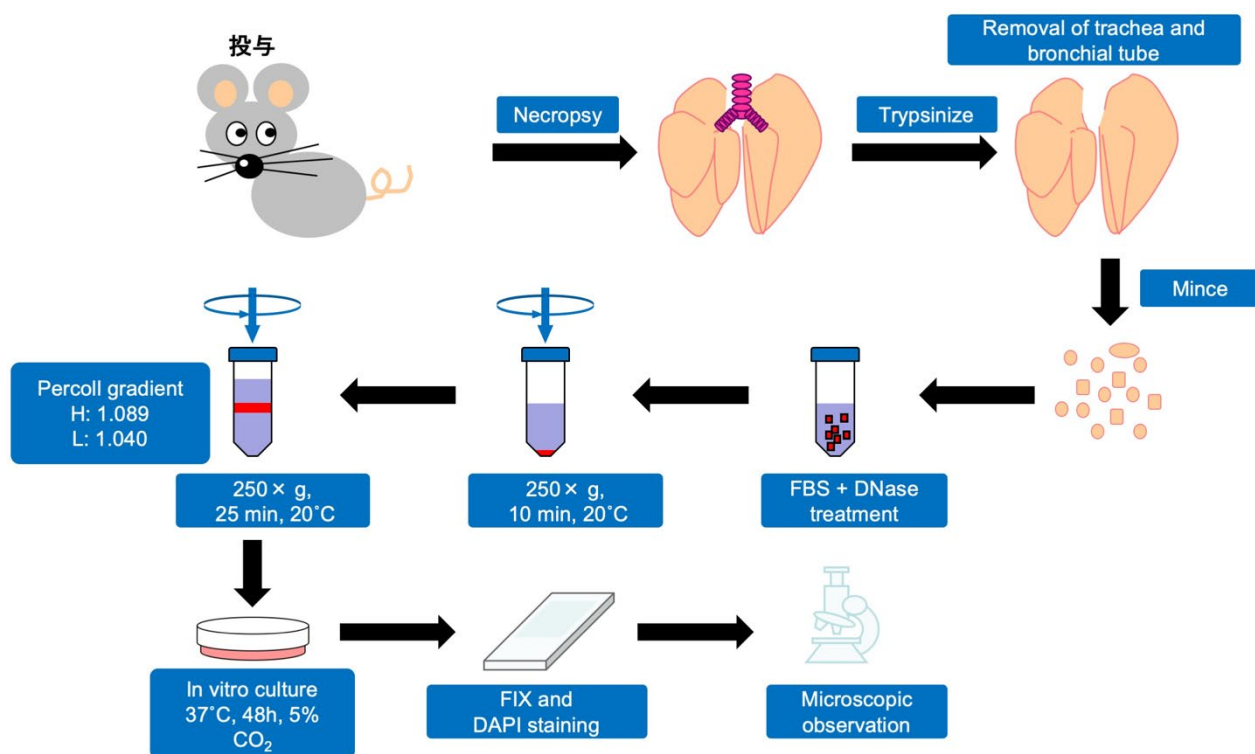 投与
Necropsy
Trypsinize
Removal of trachea and
bronchial tube
Mince
FBS + DNase
treatment
250× g,
10 min, 20˚C
Percoll gradient
H: 1.089
L: 1.040
250× g,
25 min, 20˚C
In vitro culture
37˚C, 48h, 5%
CO₂
FIX and
DAPI staining
Microscopic
observation